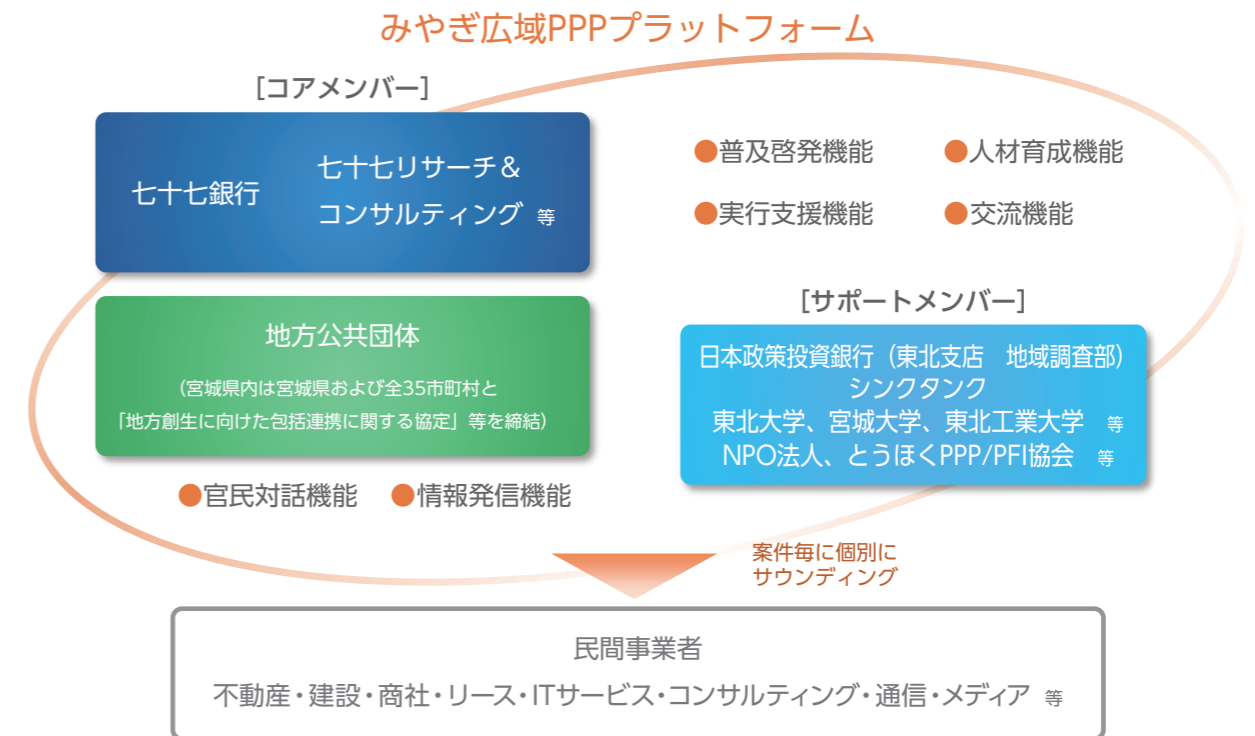 みやぎ広域PPPプラットフォーム
［コアメンバー］
七十七銀行
七十七リサーチ＆
コンサルティング 等
地方公共団体
（宮城県内は宮城県および全35市町村と
「地方創生に向けた包括連携に関する協定」等を締結）
●官民対話機能 ●情報発信機能
●普及啓発機能 ●人材育成機能
●実行支援機能 ●交流機能
［サポートメンバー］
日本政策投資銀行（東北支店　地域調査部）
シンクタンク
東北大学、宮城大学、東北工業大学　等
NPO法人、とうほくPPP/PFI協会　等
案件毎に個別に
サウンディング
民間事業者
不動産・建設・商社・リース・ITサービス・コンサルティング・通信・メディア 等